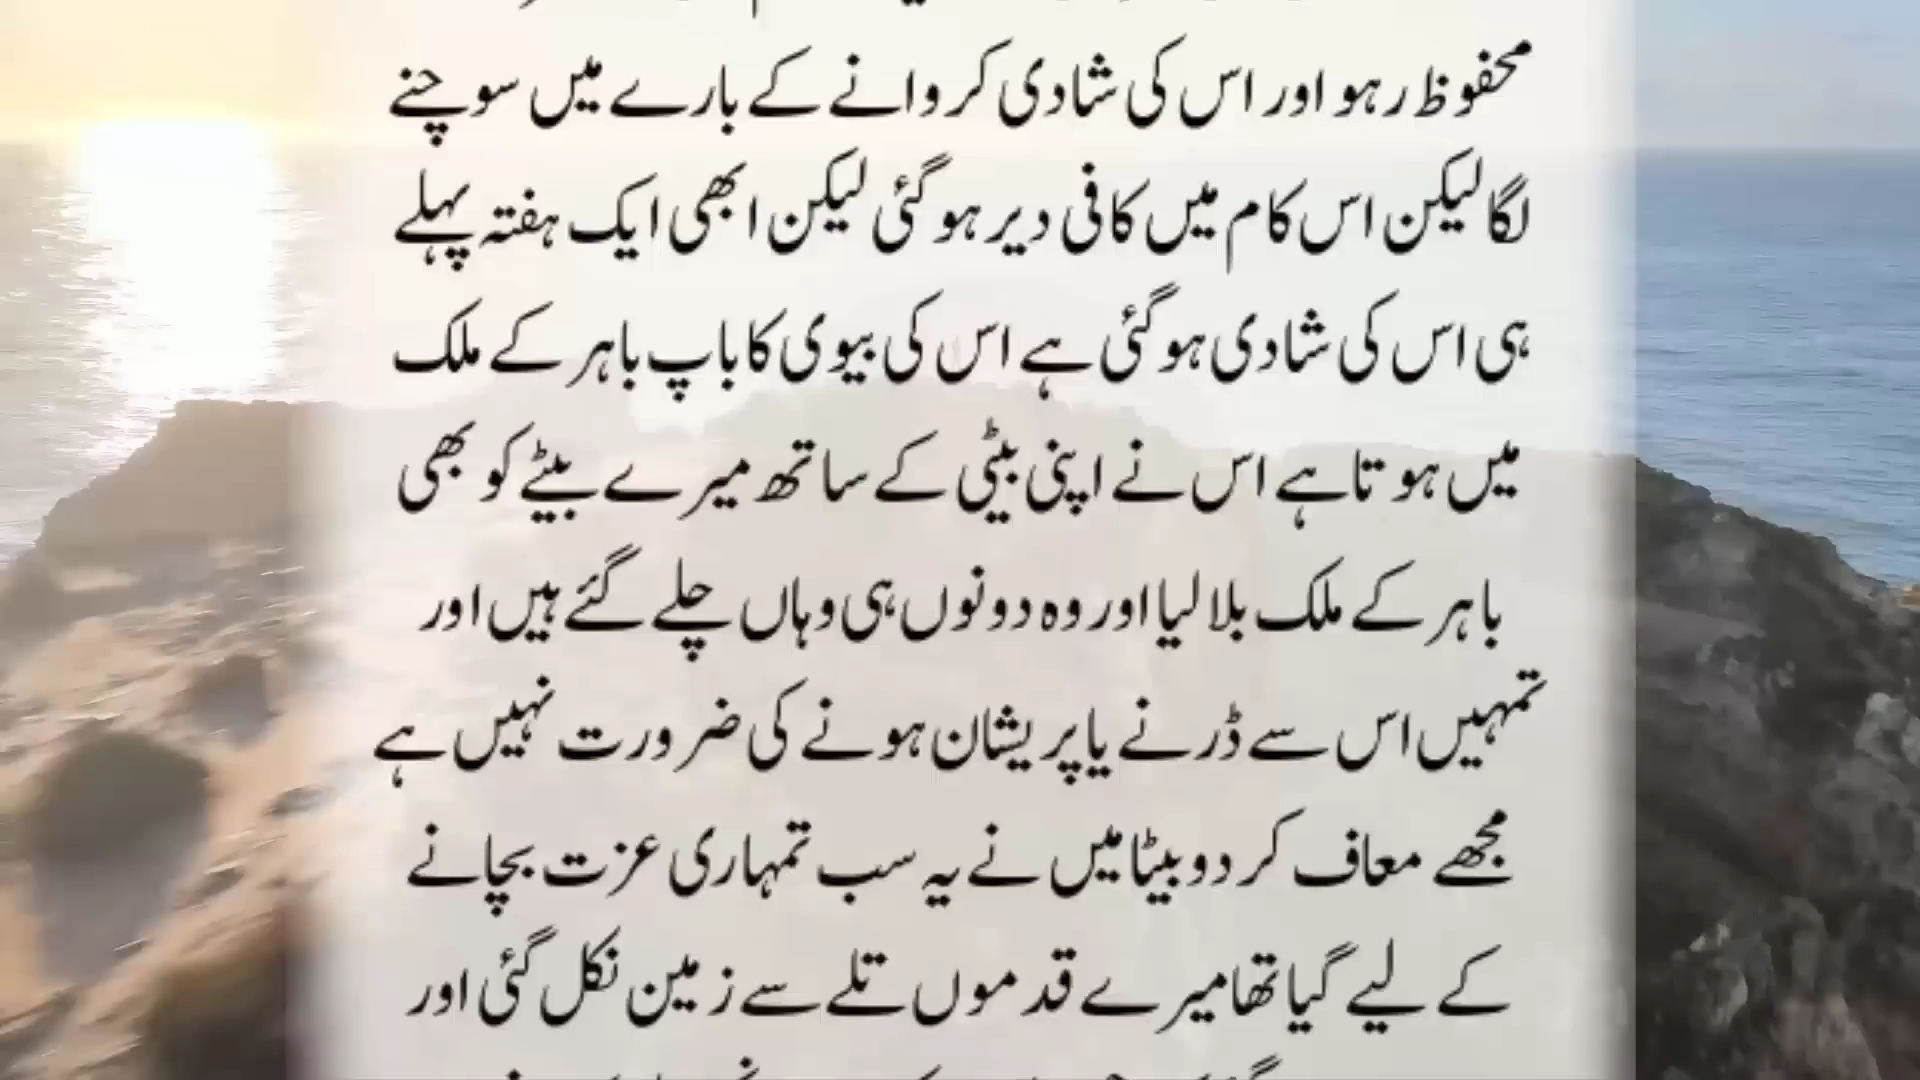 محفوظ رہو اور اس کی شادی کروانے کے بارے میں سوچنے
لگا لیکن اس کام میں کافی دیر ہو گئی لیکن ابھی ایک ہفتہ پہلے
ہی اس کی شادی ہو گئی ہے اس کی بیوی کا باپ باہر کے ملک
میں ہوتا ہے اس نے اپنی بیٹی کے ساتھ میرے بیٹے کو بھی
باہر کے ملک بلا لیا اور وہ دونوں ہی وہاں چلے گئے ہیں اور
تمہیں اس سے ڈرنے یا پریشان ہونے کی ضرورت نہیں ہے
مجھے معاف کر دو بیٹا میں نے یہ سب تمہاری عزت بچانے
کے لیے گیا تھا میرے قدموں تلے سے زمین نکل گئی اور